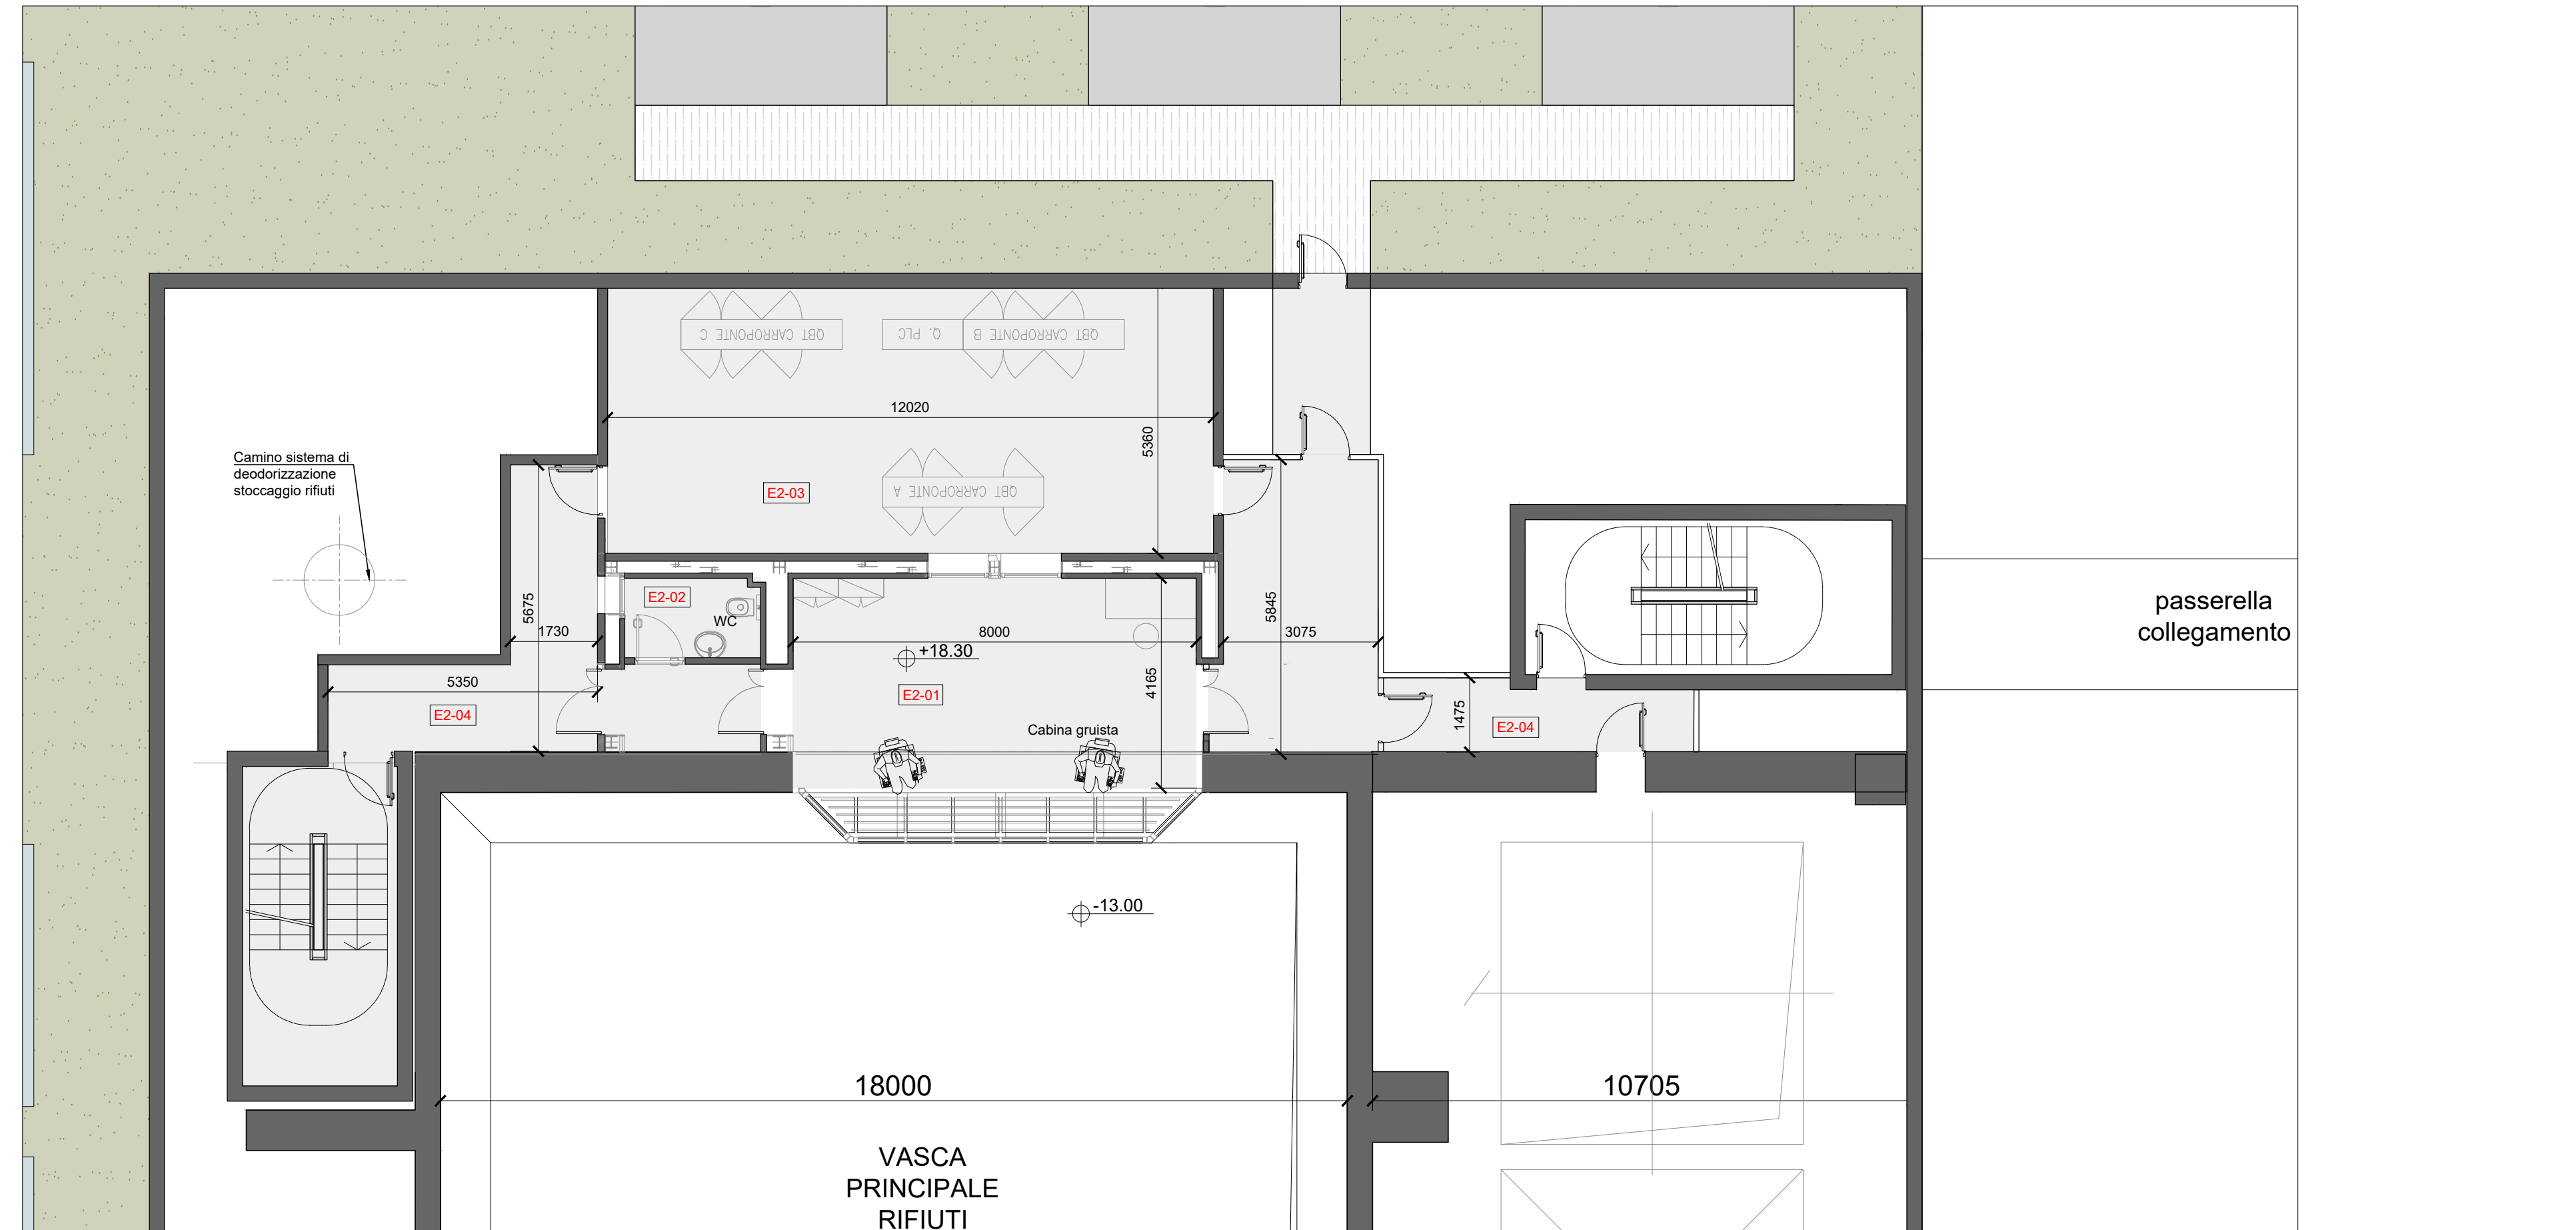 QBT CARROPONTE C
Q. PLC
QBT CARROPONTE B
12020
5360
Camino sistema di
deodorizzazione
stoccaggio rifiuti
E2-03
QBT CARROPONTE A
E2-02
WC
5675
1730
8000
5845
3075
passerella
collegamento
+18.30
4165
5350
E2-01
E2-04
1475
E2-04
Cabina gruista
-13.00
18000
10705
VASCA
PRINCIPALE
RIFIUTI